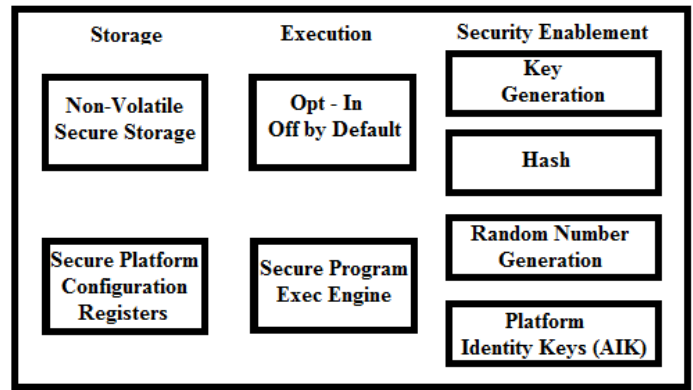 Storage
Non-Volatile
Secure Storage
Secure Platform
Configuration
Registers
Execution
Opt - In
Off by Default
Secure Program
Exec Engine
Security Enablement
Key
Generation
Hash
Random Number
Generation
Platform
Identity Keys (AIK)